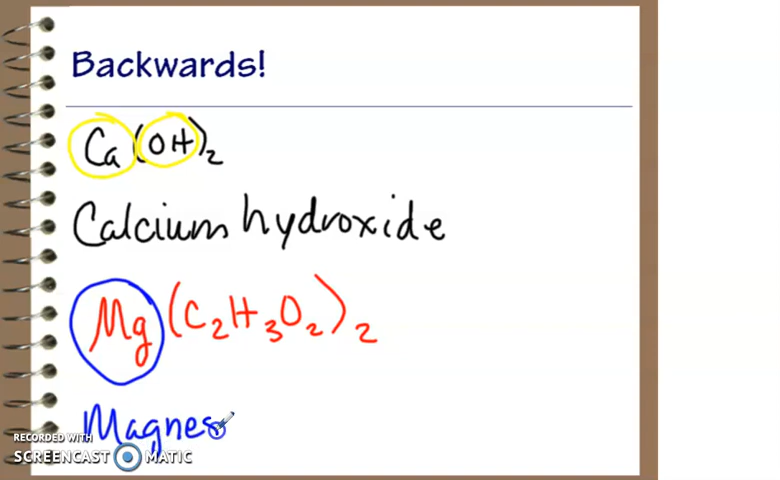 Backwards!
Ca(OH)₂
Calcium hydroxide
Mg(C₂H₃O₂)₂
Magnes
RECORDED WITH
SCREENCAST MATIC